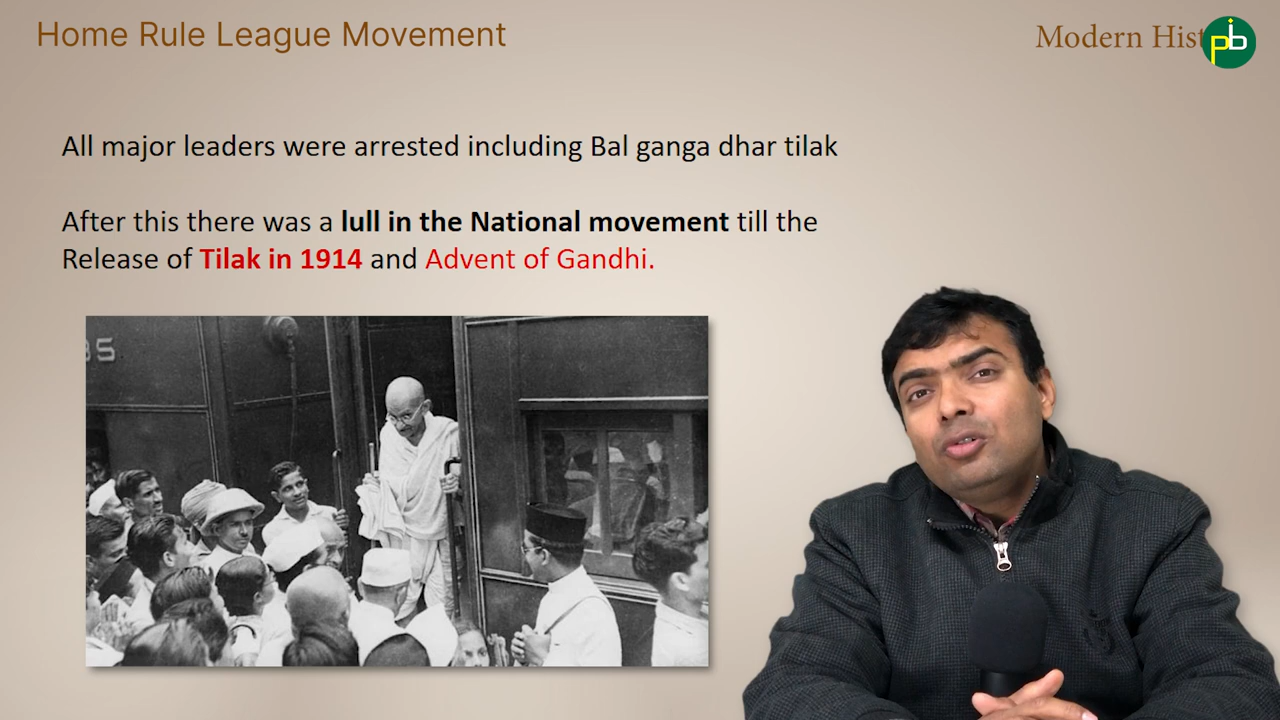 Home Rule League Movement
Modern Hist
pib
All major leaders were arrested including Bal ganga dhar tilak
After this there was a lull in the National movement till the
Release of Tilak in 1914 and Advent of Gandhi.
35